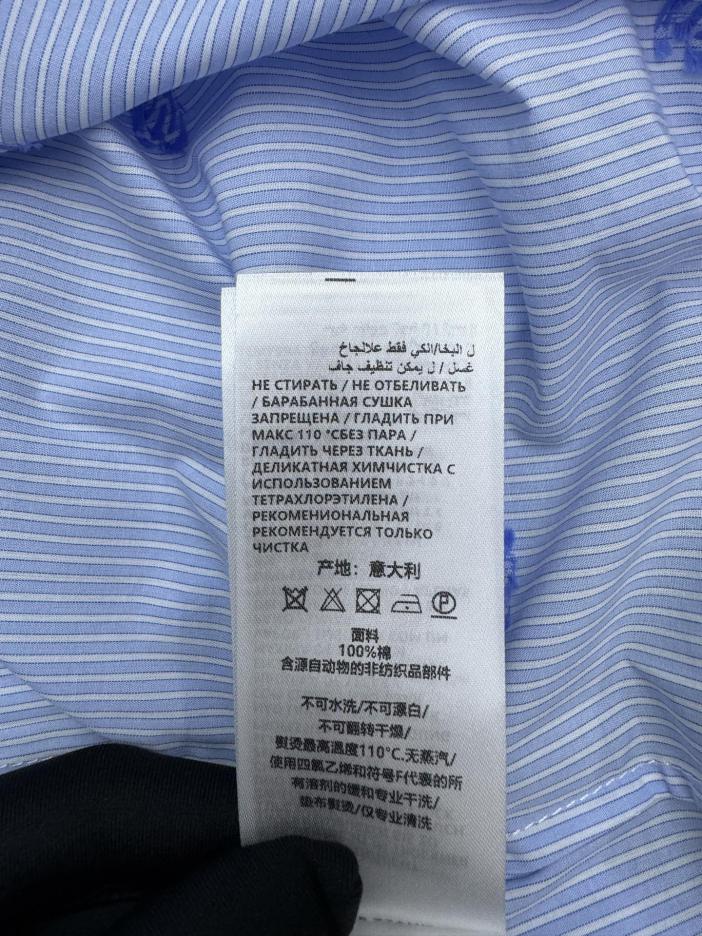 ل البخا/انكي فقط علالجاخ
غسل / ل يمكن تنظيف جاف
НЕ СТИРАТЬ / НЕ ОТБЕЛИВАТЬ
/ БАРАБАННАЯ СУШКА
ЗАПРЕЩЕНА / ГЛАДИТЬ ПРИ
МАКС 110 °CБЕЗ ПАРА /
ГЛАДИТЬ ЧЕРЕЗ ТКАНЬ /
ДЕЛИКАТНАЯ ХИМЧИСТКА С
ИСПОЛЬЗОВАНИЕМ
ТЕТРАХЛОРЭТИЛЕНА /
РЕКОМЕНИОНАЛЬНАЯ
РЕКОМЕНДУЕТСЯ ТОЛЬКО
ЧИСТКА
产地：意大利
P
面料
100%棉
含源自动物的非纺织品部件
不可水洗/不可漂白/
不可翻转干燥/
熨烫最高温度110°C.无蒸汽/
使用四氯乙烯和符号F代表的所
有溶剂的缓和专业干洗/
垫布熨烫/仅专业清洗